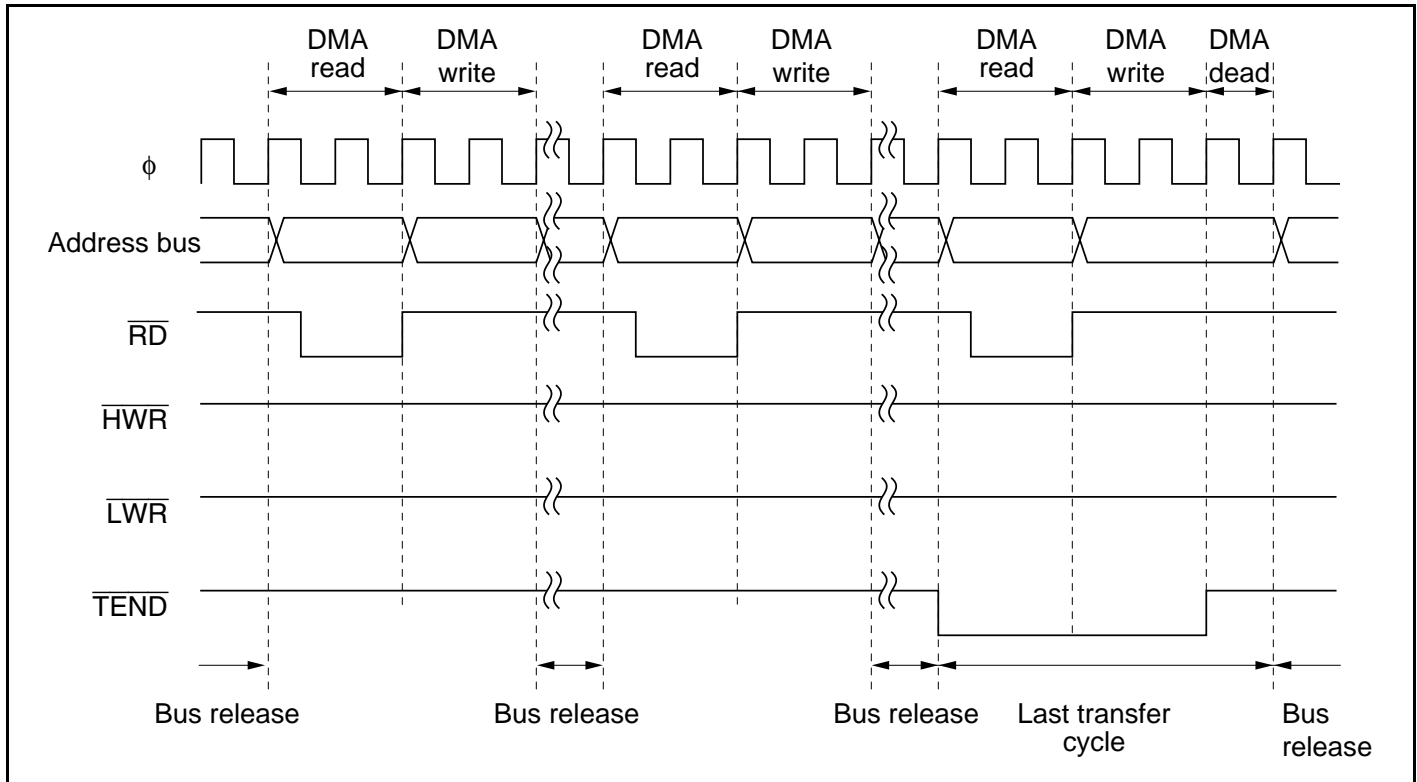 DMA
read
DMA
write
DMA
read
DMA
write
DMA
read
DMA
write
DMA
dead
ϕ
Address bus
RD
HWR
LWR
TEND
Bus release
Bus release
Bus release
Last transfer
cycle
Bus
release